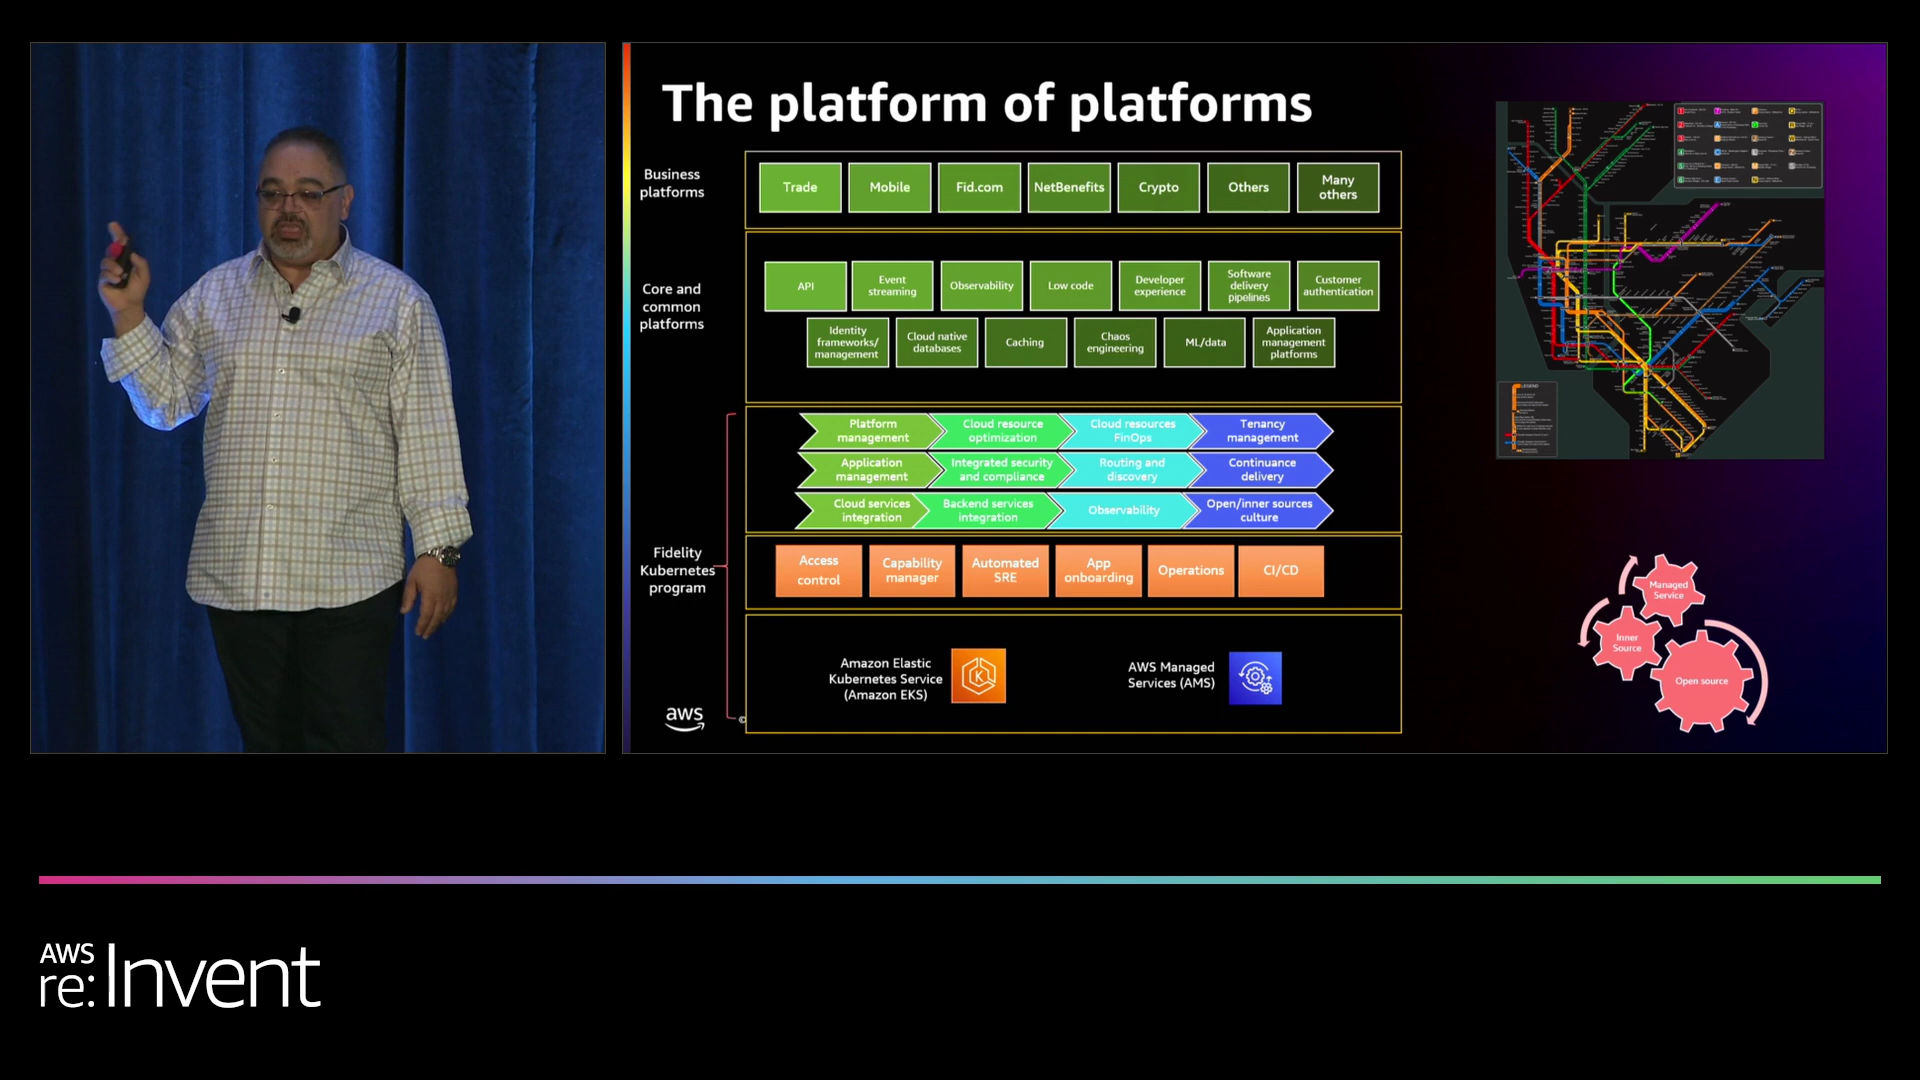 The platform of platforms
Business
platforms
Trade
Mobile
Fid.com
NetBenefits
Crypto
Others
Many
others
Core and
common
platforms
API
Event
streaming
Observability
Low code
Developer
experience
Software
delivery
pipelines
Customer
authentication
Identity
frameworks/
management
Cloud native
databases
Caching
Chaos
engineering
ML/data
Application
management
platforms
Fidelity
Kubernetes
program
Platform
management
Cloud resource
optimization
Cloud resources
FinOps
Tenancy
management
Application
management
Integrated security
and compliance
Routing and
discovery
Continuance
delivery
Cloud services
integration
Backend services
integration
Observability
Open/inner sources
culture
Access
control
Capability
manager
Automated
SRE
App
onboarding
Operations
CI/CD
Amazon Elastic
Kubernetes Service
(Amazon EKS)
AWS Managed
Services (AMS)
aws
©
LEGEND
Managed
Service
Inner
Source
Open source
AWS
re:Invent